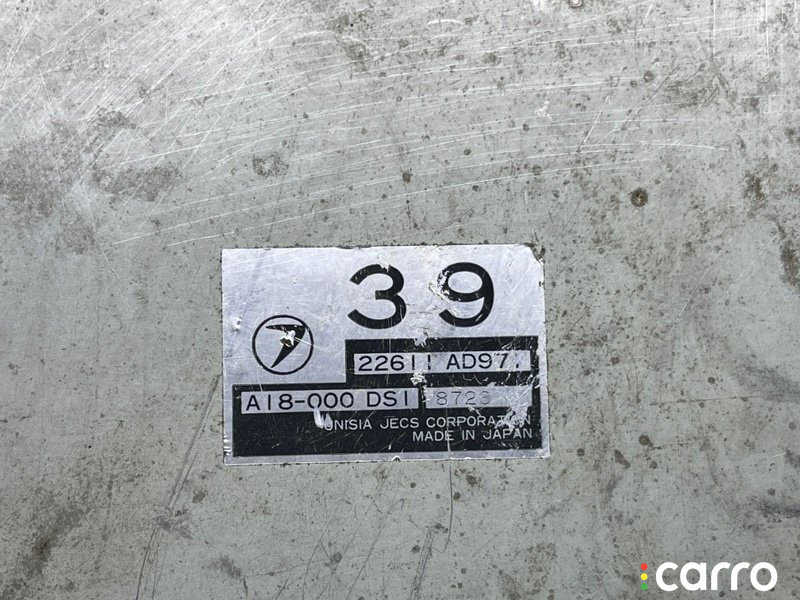 39
22611 AD97
A18-000 DS1 8723
UNISIA JECS CORPORATION
MADE IN JAPAN
carro